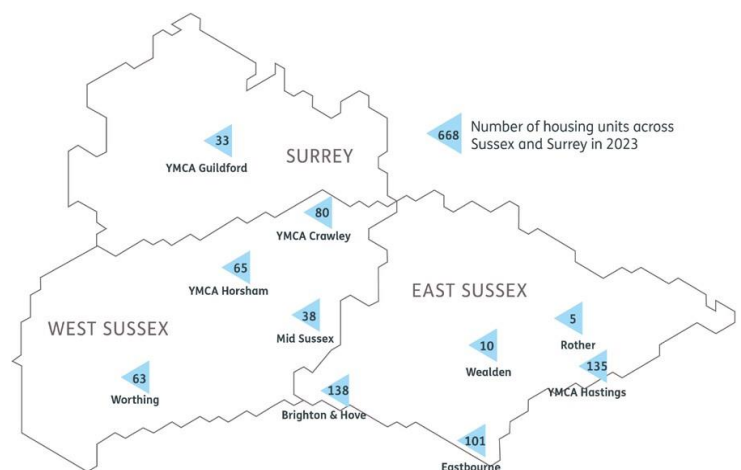 33
YMCA Guildford
SURREY
668
Number of housing units across
Sussex and Surrey in 2023
80
YMCA Crawley
65
YMCA Horsham
EAST SUSSEX
38
Mid Sussex
WEST SUSSEX
5
Rother
10
Wealden
135
YMCA Hastings
63
Worthing
138
Brighton & Hove
101
Eastbourne